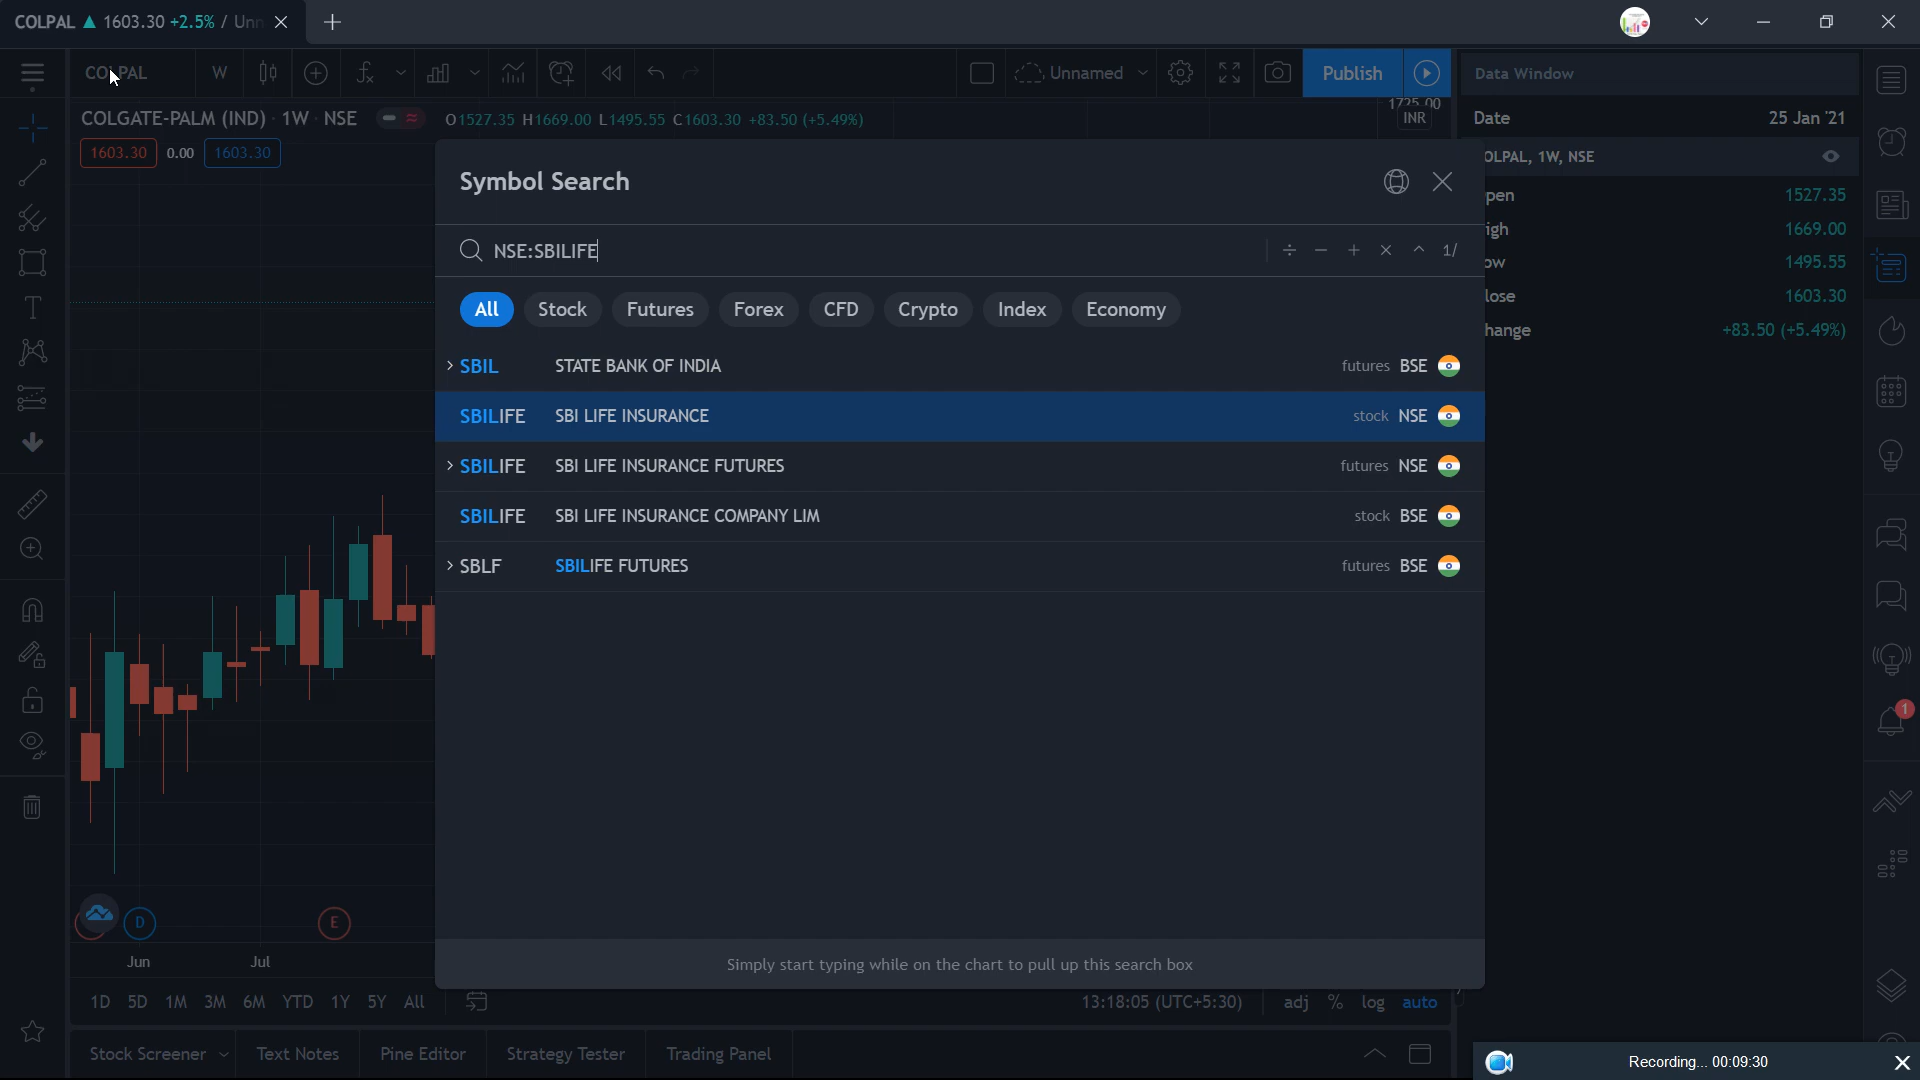 COLPAL ▲ 1603.30 +2.5% / Unn
COLPAL W Unnamed Publish
COLGATE-PALM (IND) · 1W · NSE O1527.35 H1669.00 L1495.55 C1603.30 +83.50 (+5.49%)
1603.30 0.00 1603.30
1725.00
INR
Symbol Search
NSE:SBILIFE ÷ − + × ^ 1/
All Stock Futures Forex CFD Crypto Index Economy
SBIL STATE BANK OF INDIA futures BSE
SBILIFE SBI LIFE INSURANCE stock NSE
SBILIFE SBI LIFE INSURANCE FUTURES futures NSE
SBILIFE SBI LIFE INSURANCE COMPANY LIM stock BSE
SBLF SBILIFE FUTURES futures BSE
Simply start typing while on the chart to pull up this search box
Data Window
Date 25 Jan '21
OLPAL, 1W, NSE
pen 1527.35
igh 1669.00
ow 1495.55
lose 1603.30
hange +83.50 (+5.49%)
1
D E
Jun Jul
1D 5D 1M 3M 6M YTD 1Y 5Y All 13:18:05 (UTC+5:30) adj % log auto
Stock Screener Text Notes Pine Editor Strategy Tester Trading Panel
Recording... 00:09:30